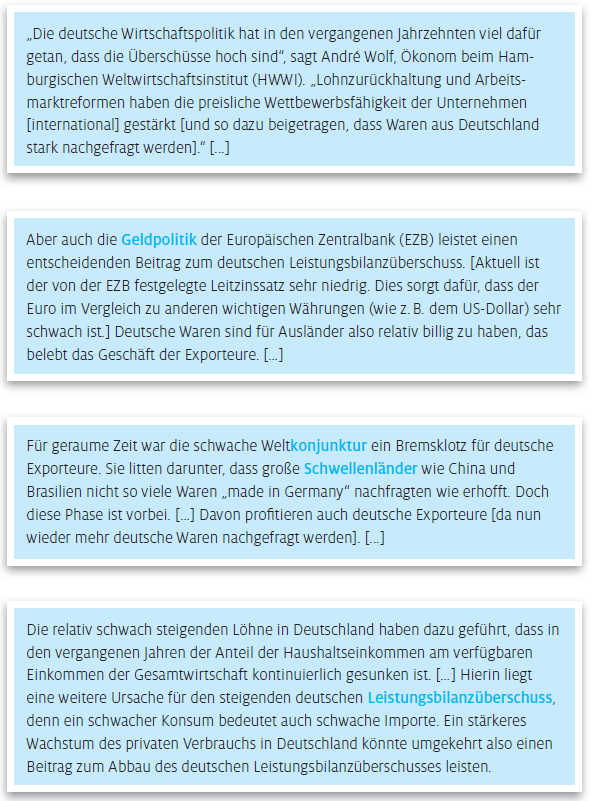 „Die deutsche Wirtschaftspolitik hat in den vergangenen Jahrzehnten viel dafür
getan, dass die Überschüsse hoch sind“, sagt André Wolf, Ökonom beim Ham-
burgischen Weltwirtschaftsinstitut (HWWI). „Lohnzurückhaltung und Arbeits-
marktreformen haben die preisliche Wettbewerbsfähigkeit der Unternehmen
[international] gestärkt [und so dazu beigetragen, dass Waren aus Deutschland
stark nachgefragt werden].“ [...]
Aber auch die Geldpolitik der Europäischen Zentralbank (EZB) leistet einen
entscheidenden Beitrag zum deutschen Leistungsbilanzüberschuss. [Aktuell ist
der von der EZB festgelegte Leitzinssatz sehr niedrig. Dies sorgt dafür, dass der
Euro im Vergleich zu anderen wichtigen Währungen (wie z. B. dem US-Dollar) sehr
schwach ist.] Deutsche Waren sind für Ausländer also relativ billig zu haben, das
belebt das Geschäft der Exporteure. [...]
Für geraume Zeit war die schwache Weltkonjunktur ein Bremsklotz für deutsche
Exporteure. Sie litten darunter, dass große Schwellenländer wie China und
Brasilien nicht so viele Waren „made in Germany“ nachfragten wie erhofft. Doch
diese Phase ist vorbei. [...] Davon profitieren auch deutsche Exporteure [da nun
wieder mehr deutsche Waren nachgefragt werden]. [...]
Die relativ schwach steigenden Löhne in Deutschland haben dazu geführt, dass in
den vergangenen Jahren der Anteil der Haushaltseinkommen am verfügbaren
Einkommen der Gesamtwirtschaft kontinuierlich gesunken ist. [...] Hierin liegt
eine weitere Ursache für den steigenden deutschen Leistungsbilanzüberschuss,
denn ein schwacher Konsum bedeutet auch schwache Importe. Ein stärkeres
Wachstum des privaten Verbrauchs in Deutschland könnte umgekehrt also einen
Beitrag zum Abbau des deutschen Leistungsbilanzüberschusses leisten.